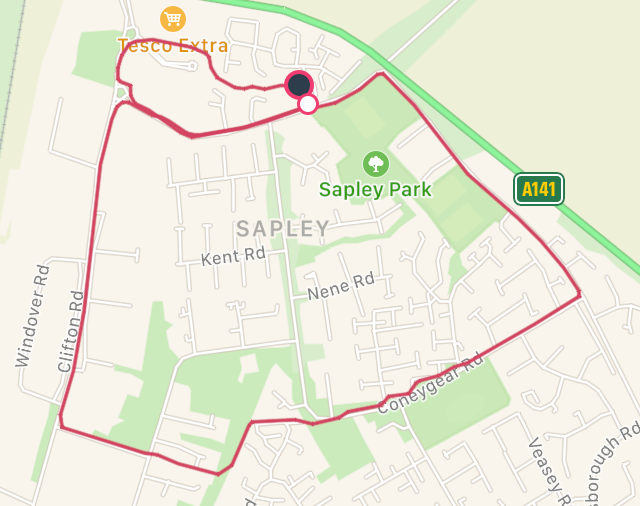 Tesco Extra
A141
Sapley Park
SAPLEY
Kent Rd
Windover Rd
Nene Rd
Clifton Rd
Coneygear Rd
Veasey R
sborough Rd
d